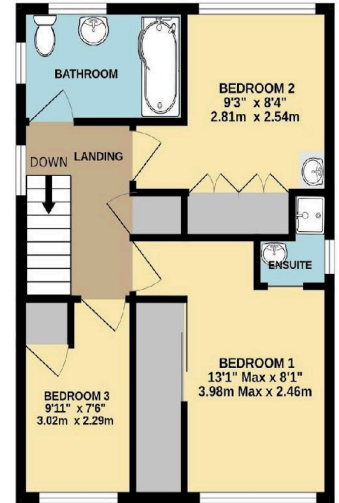 BATHROOM
BEDROOM 2
9'3" x 8'4"
2.81m x 2.54m
DOWN
LANDING
ENSUITE
BEDROOM 1
13'1" Max x 8'1"
3.98m Max x 2.46m
BEDROOM 3
9'11" x 7'6"
3.02m x 2.29m